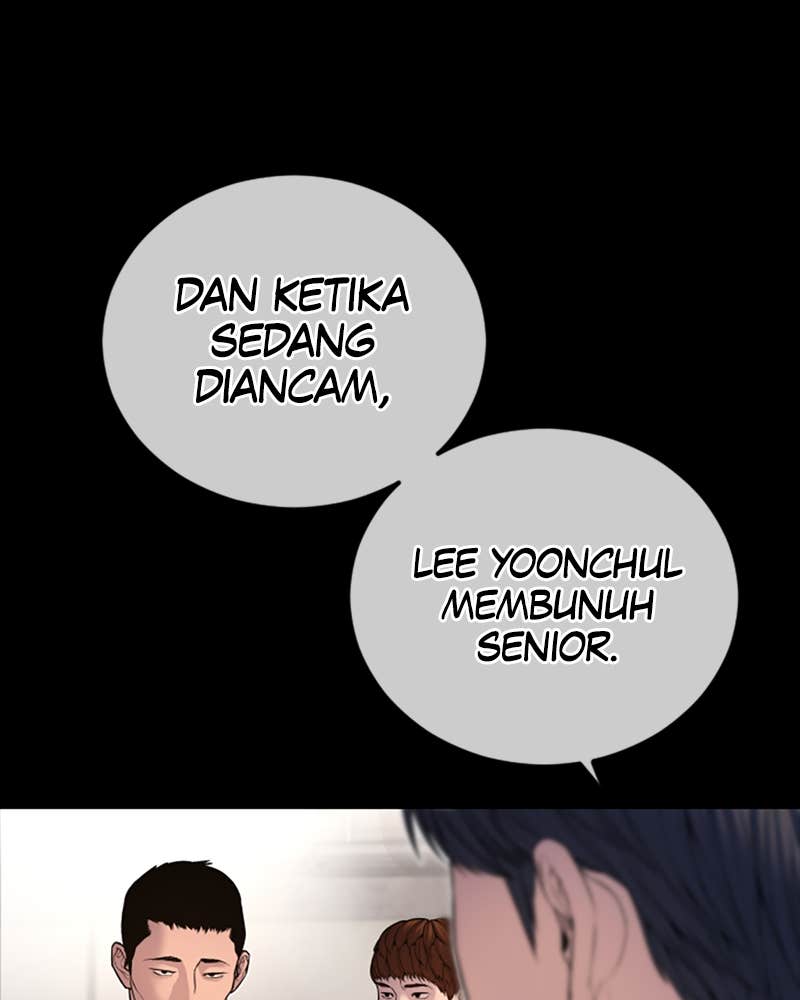 DAN KETIKA
SEDANG
DIANCAM,
LEE YOONCHUL
MEMBUNUH
SENIOR.